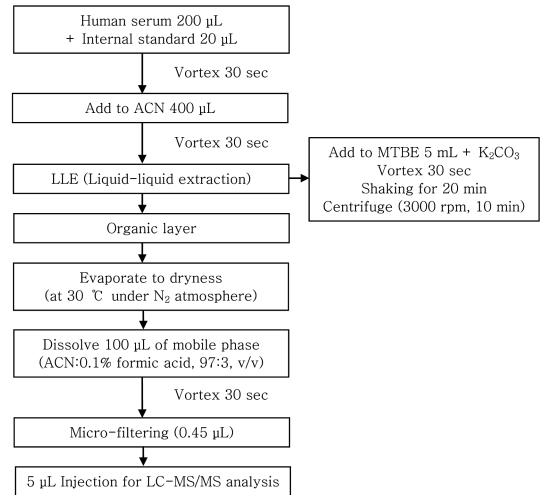 Human serum 200 μL
+ Internal standard 20 μL
Vortex 30 sec
Add to ACN 400 μL
Vortex 30 sec
LLE (Liquid-liquid extraction)
Add to MTBE 5 mL + K₂CO₃
Vortex 30 sec
Shaking for 20 min
Centrifuge (3000 rpm, 10 min)
Organic layer
Evaporate to dryness
(at 30 ℃ under N₂ atmosphere)
Dissolve 100 μL of mobile phase
(ACN:0.1% formic acid, 97:3, v/v)
Vortex 30 sec
Micro-filtering (0.45 μL)
5 μL Injection for LC-MS/MS analysis